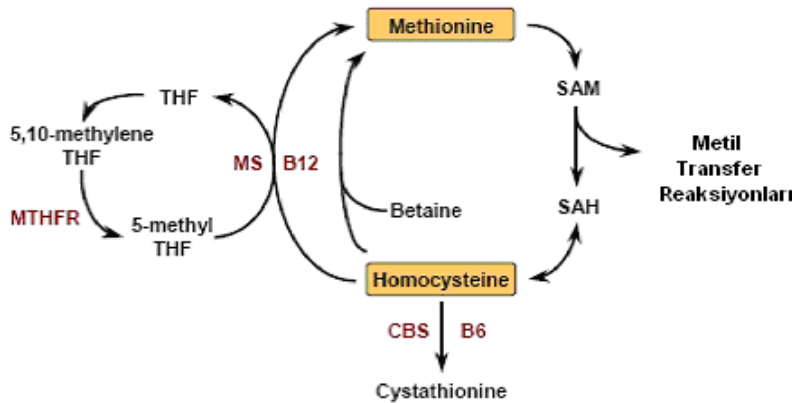 Methionine
THF
SAM
5,10-methylene
THF
MS
B12
Metil
Transfer
Reaksiyonları
MTHFR
5-methyl
THF
Betaine
SAH
Homocysteine
CBS
B6
Cystathionine